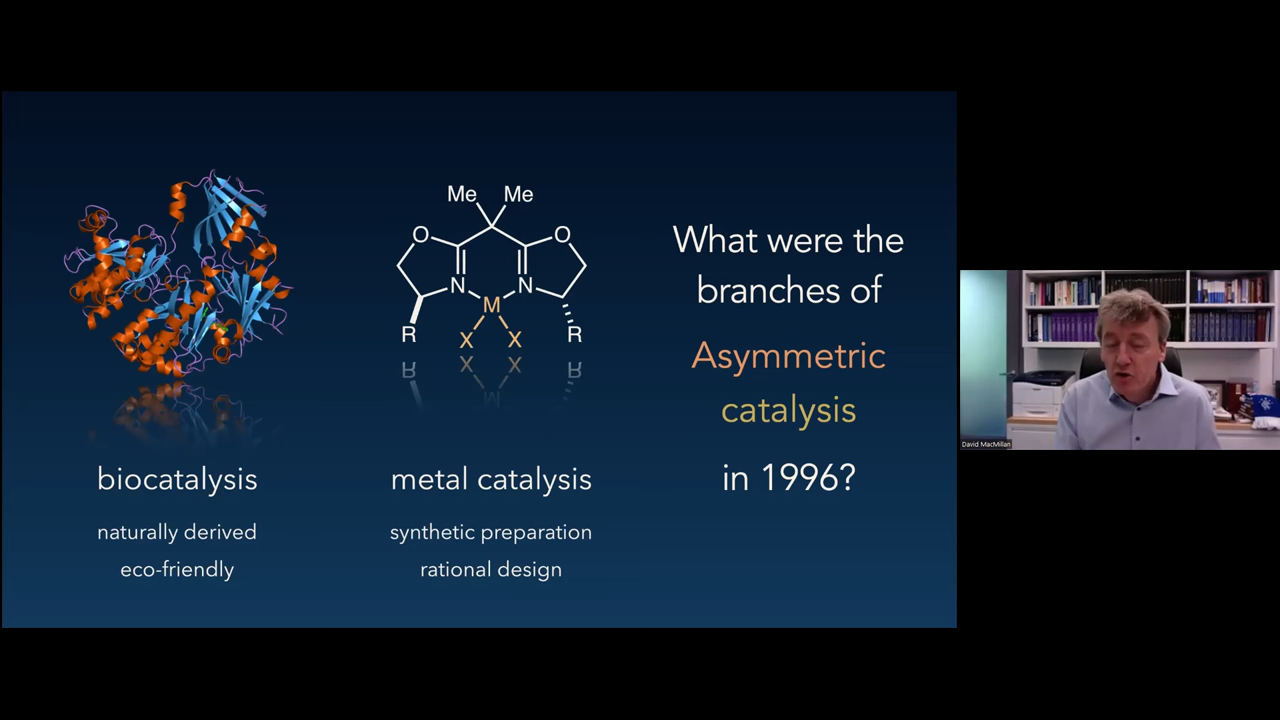 Me Me
O O
N N
M
R X X R
R X X R
M
biocatalysis
naturally derived
eco-friendly
metal catalysis
synthetic preparation
rational design
What were the
branches of
Asymmetric
catalysis
in 1996?
David MacMillan